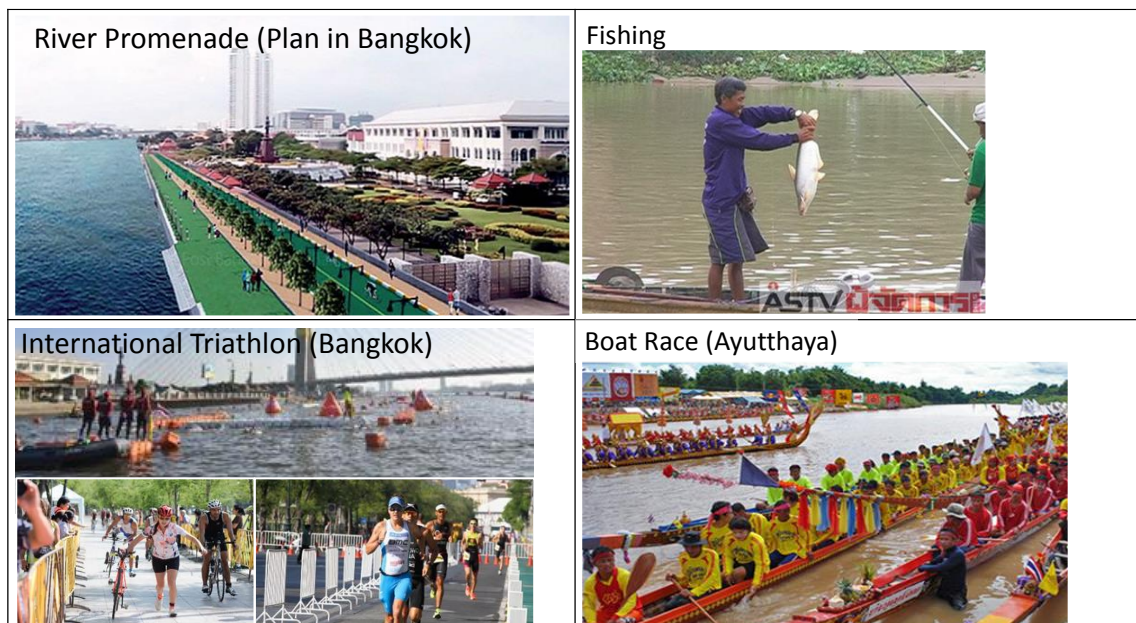 River Promenade (Plan in Bangkok)
Fishing
ASTV ผู้จัดการ
International Triathlon (Bangkok)
Boat Race (Ayutthaya)